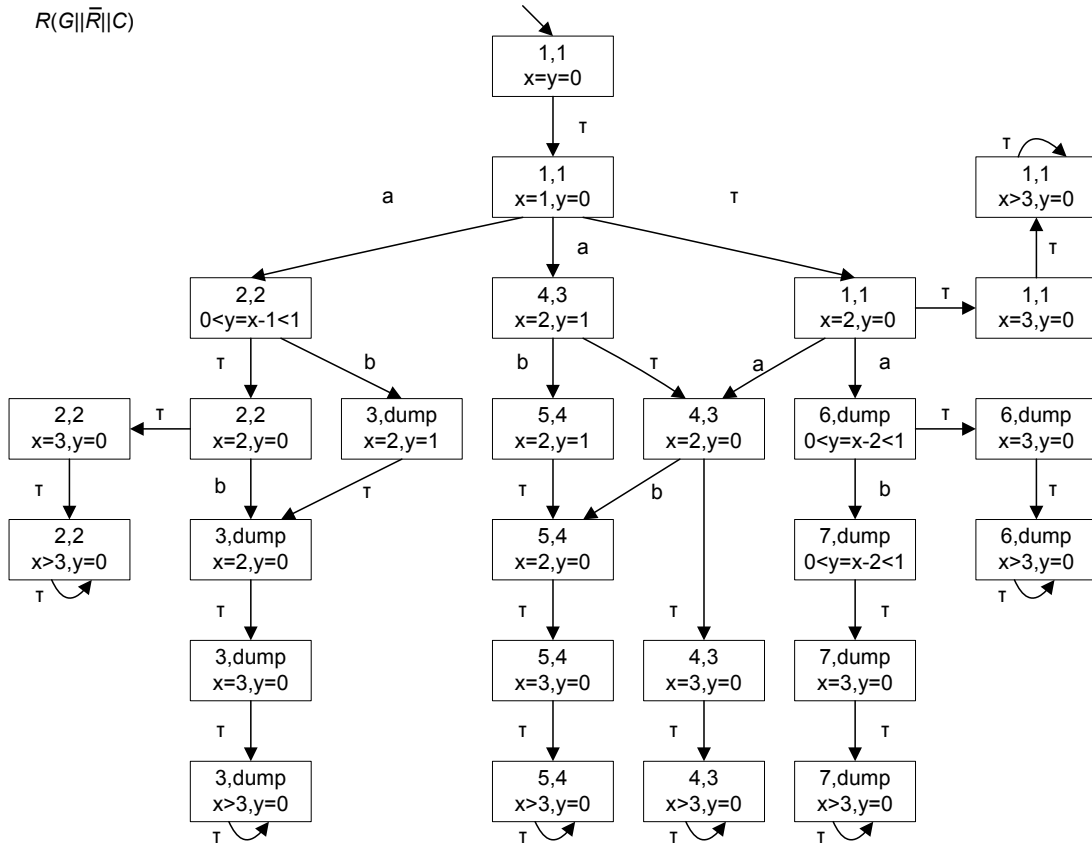 R(G||R̅||C)
1,1
x=y=0
τ
1,1
x=1,y=0
τ
1,1
x>3,y=0
a
τ
a
τ
2,2
0<y=x-1<1
4,3
x=2,y=1
1,1
x=2,y=0
τ
1,1
x=3,y=0
τ
b
b
τ
a
a
2,2
x=3,y=0
τ
2,2
x=2,y=0
3,dump
x=2,y=1
5,4
x=2,y=1
4,3
x=2,y=0
6,dump
0<y=x-2<1
τ
6,dump
x=3,y=0
τ
b
τ
τ
b
b
τ
2,2
x>3,y=0
3,dump
x=2,y=0
5,4
x=2,y=0
7,dump
0<y=x-2<1
6,dump
x>3,y=0
τ
τ
τ
τ
τ
τ
3,dump
x=3,y=0
5,4
x=3,y=0
4,3
x=3,y=0
7,dump
x=3,y=0
τ
τ
τ
τ
3,dump
x>3,y=0
5,4
x>3,y=0
4,3
x>3,y=0
7,dump
x>3,y=0
τ
τ
τ
τ